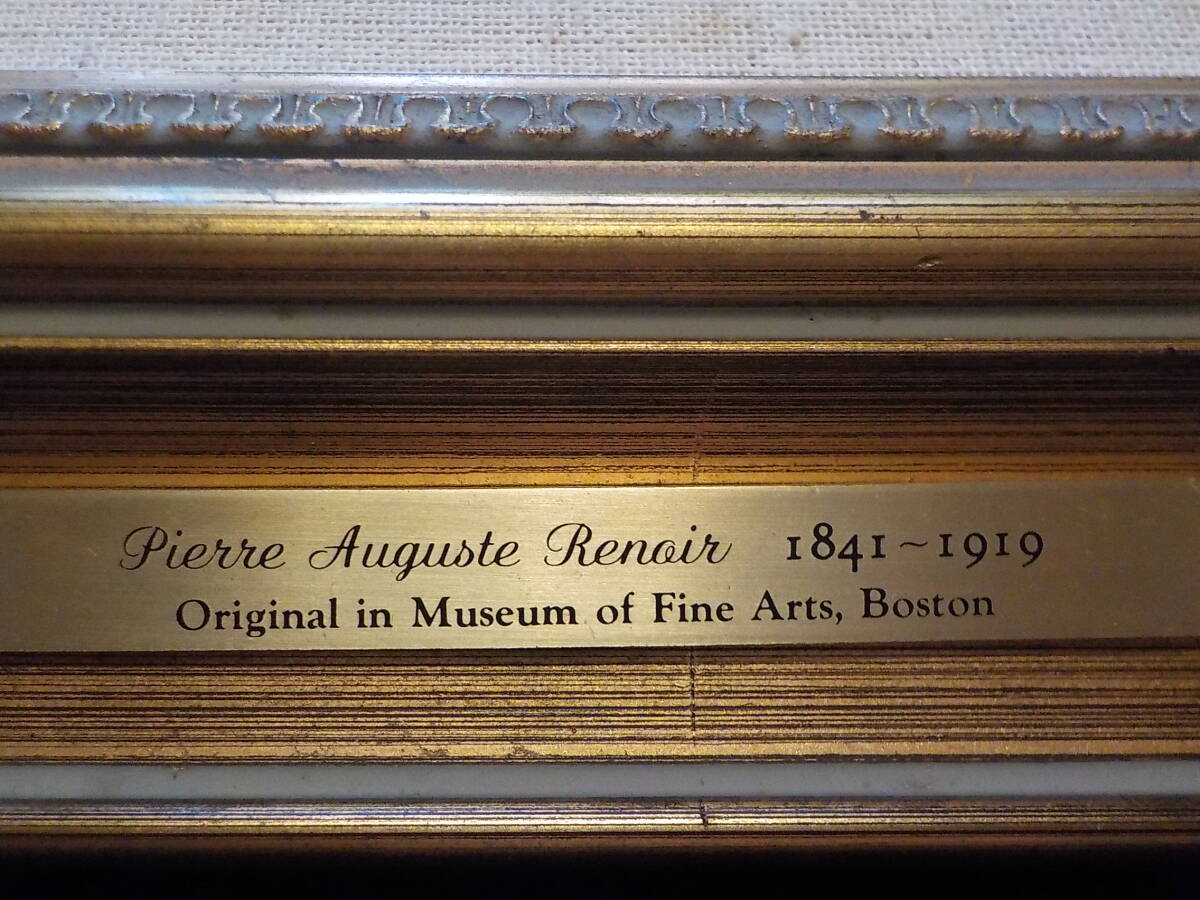 Pierre Auguste Renoir 1841~1919
Original in Museum of Fine Arts, Boston